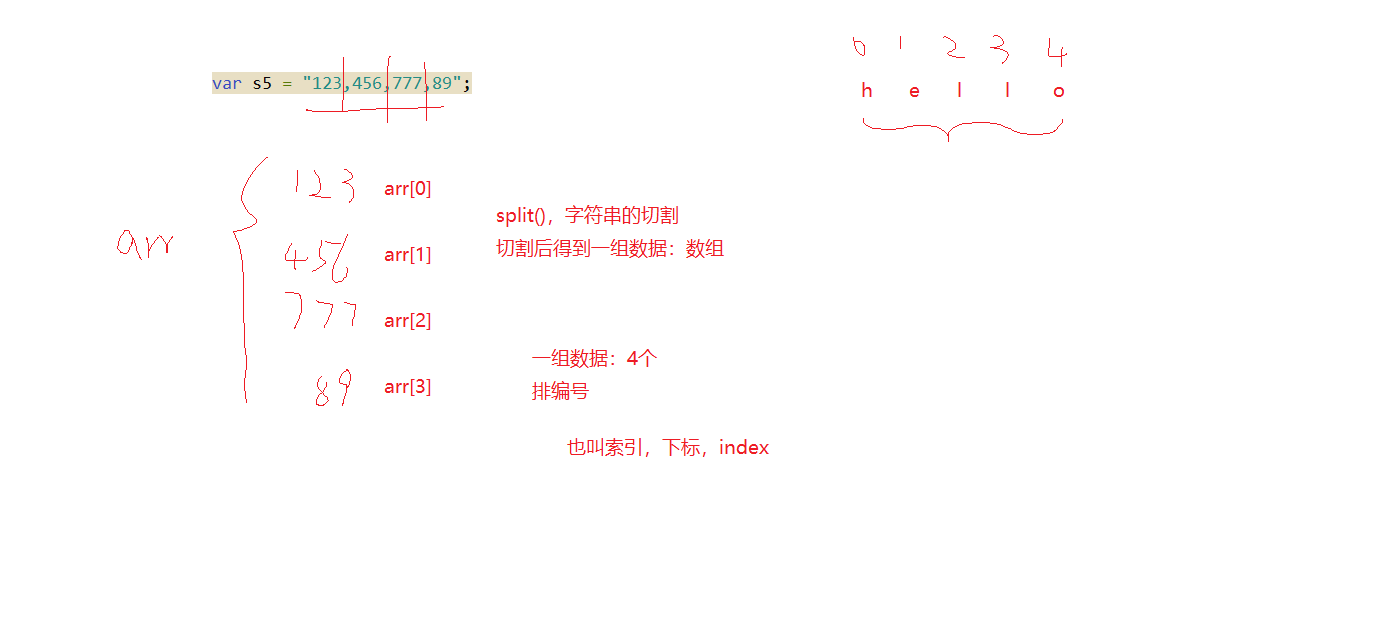 0 1 2 3 4
var s5 = "123,456,777,89";
h e l l o
123 arr[0]
split(),字符串的切割
arr
切割后得到一组数据:数组
456 arr[1]
777 arr[2]
一组数据:4个
89 arr[3]
排编号
也叫索引,下标,index